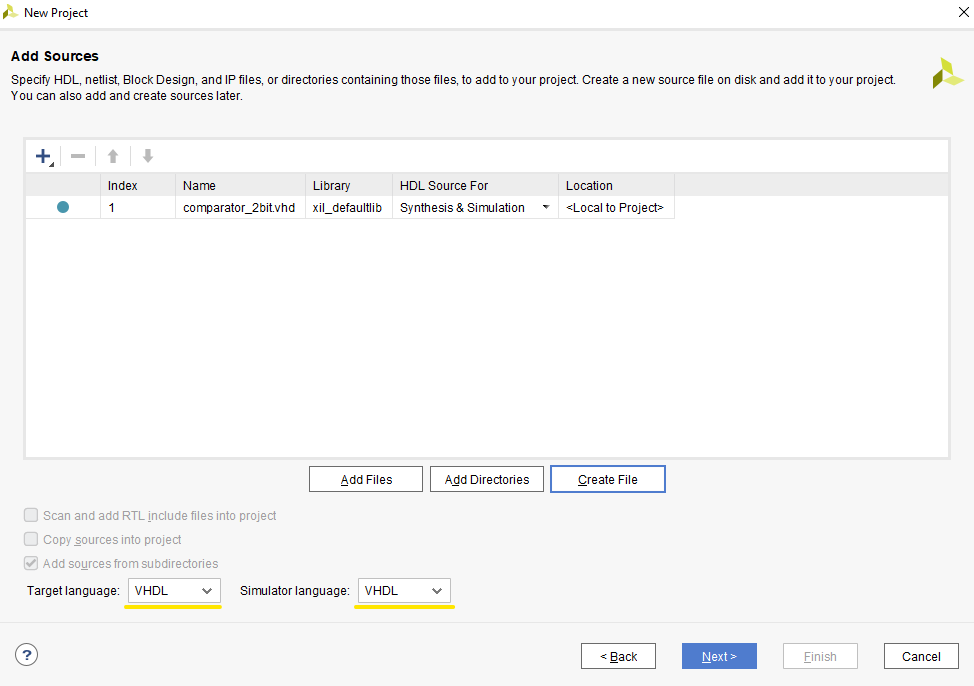 New Project
Add Sources
Specify HDL, netlist, Block Design, and IP files, or directories containing those files, to add to your project. Create a new source file on disk and add it to your project.
You can also add and create sources later.
Index Name Library HDL Source For Location
1 comparator_2bit.vhd xil_defaultlib Synthesis & Simulation <Local to Project>
Add Files Add Directories Create File
Scan and add RTL include files into project
Copy sources into project
Add sources from subdirectories
Target language: VHDL Simulator language: VHDL
? < Back Next > Finish Cancel